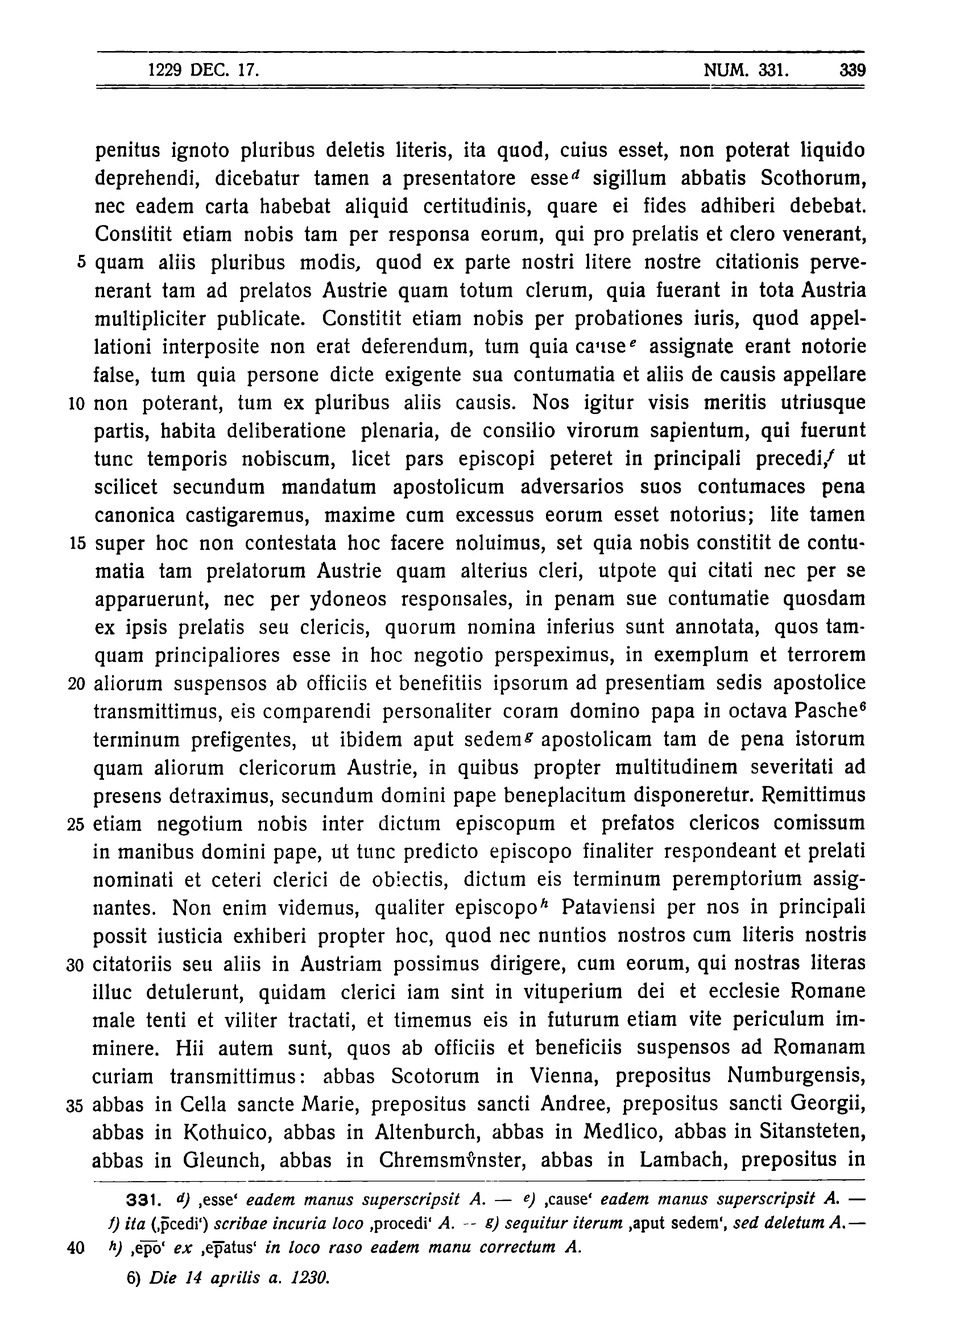 1229 DEC. 17. NUM. 331. 339
penitus ignoto pluribus deletis literis, ita quod, cuius esset, non poterat liquido
deprehendi, dicebatur tamen a presentatore esse d sigillum abbatis Scothorum,
nec eadem carta habebat aliquid certitudinis, quare ei fides adhiberi debebat.
Constitit etiam nobis tam per responsa eorum, qui pro prelatis et clero venerant,
5 quam aliis pluribus modis, quod ex parte nostri litere nostre citationis perve-
nerant tam ad prelatos Austrie quam totum clerum, quia fuerant in tota Austria
multipliciter publicate. Constitit etiam nobis per probationes iuris, quod appel-
lationi interposite non erat deferendum, tum quia cause e assignate erant notorie
false, tum quia persone dicte exigente sua contumatia et aliis de causis appellare
10 non poterant, tum ex pluribus aliis causis. Nos igitur visis meritis utriusque
partis, habita deliberatione plenaria, de consilio virorum sapientum, qui fuerunt
tunc temporis nobiscum, licet pars episcopi peteret in principali precedi, f ut
scilicet secundum mandatum apostolicum adversarios suos contumaces pena
canonica castigaremus, maxime cum excessus eorum esset notorius; lite tamen
15 super hoc non contestata hoc facere noluimus, set quia nobis constitit de contu-
matia tam prelatorum Austrie quam alterius cleri, utpote qui citati nec per se
apparuerunt, nec per ydoneos responsales, in penam sue contumatie quosdam
ex ipsis prelatis seu clericis, quorum nomina inferius sunt annotata, quos tam-
quam principaliores esse in hoc negotio perspeximus, in exemplum et terrorem
20 aliorum suspensos ab officiis et benefitiis ipsorum ad presentiam sedis apostolice
transmittimus, eis comparendi personaliter coram domino papa in octava Pasche 6
terminum prefigentes, ut ibidem aput sedem g apostolicam tam de pena istorum
quam aliorum clericorum Austrie, in quibus propter multitudinem severitati ad
presens detraximus, secundum domini pape beneplacitum disponeretur. Remittimus
25 etiam negotium nobis inter dictum episcopum et prefatos clericos comissum
in manibus domini pape, ut tunc predicto episcopo finaliter respondeant et prelati
nominati et ceteri clerici de obiectis, dictum eis terminum peremptorium assig-
nantes. Non enim videmus, qualiter episcopo h Pataviensi per nos in principali
possit iusticia exhiberi propter hoc, quod nec nuntios nostros cum literis nostris
30 citatoriis seu aliis in Austriam possimus dirigere, cum eorum, qui nostras literas
illuc detulerunt, quidam clerici iam sint in vituperium dei et ecclesie Romane
male tenti et viliter tractati, et timemus eis in futurum etiam vite periculum im-
minere. Hii autem sunt, quos ab officiis et beneficiis suspensos ad Romanam
curiam transmittimus: abbas Scotorum in Vienna, prepositus Numburgensis,
35 abbas in Cella sancte Marie, prepositus sancti Andree, prepositus sancti Georgii,
abbas in Kothuico, abbas in Altenburch, abbas in Medlico, abbas in Sitansteten,
abbas in Gleunch, abbas in Chremsmv̂nster, abbas in Lambach, prepositus in
331. d) ‚esse‘ eadem manus superscripsit A. — e) ‚cause‘ eadem manus superscripsit A. —
f) ita (‚p̄cedi‘) scribae incuria loco ‚procedi‘ A. -- g) sequitur iterum ‚aput sedem‘, sed deletum A.—
40 h) ‚ep̄o‘ ex ‚ep̄atus‘ in loco raso eadem manu correctum A.
6) Die 14 aprilis a. 1230.